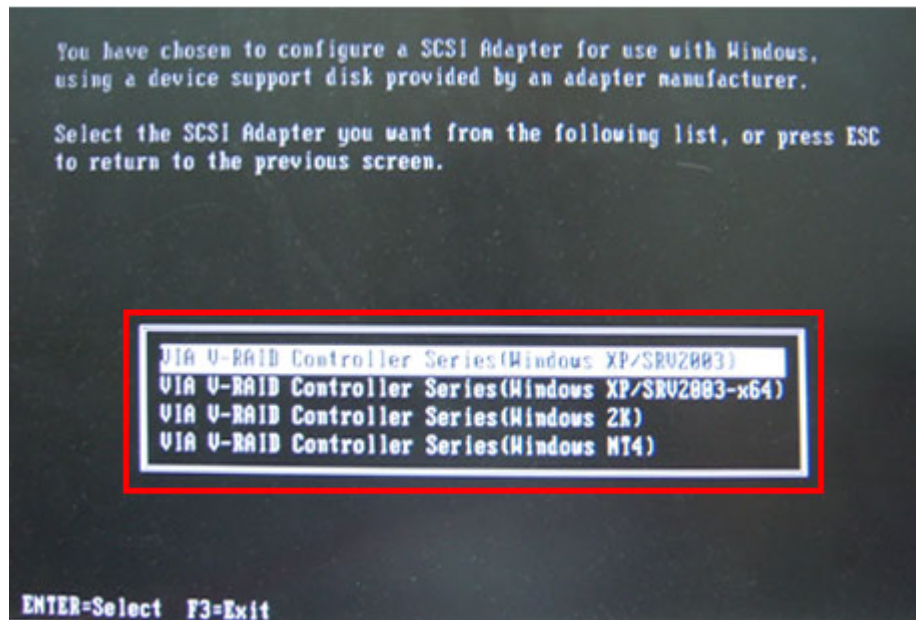 You have chosen to configure a SCSI Adapter for use with Windows,
using a device support disk provided by an adapter manufacturer.
Select the SCSI Adapter you want from the following list, or press ESC
to return to the previous screen.
VIA V-RAID Controller Series(Windows XP/SRV2003)
VIA V-RAID Controller Series(Windows XP/SRV2003-x64)
VIA V-RAID Controller Series(Windows 2K)
VIA V-RAID Controller Series(Windows NT4)
ENTER=Select F3=Exit